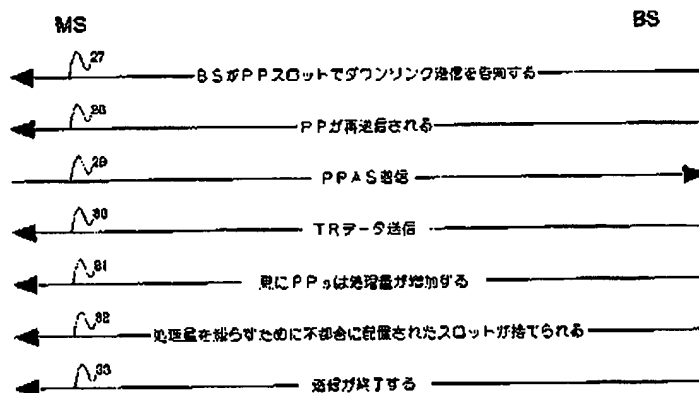 MS
BS
27
BSがPPスロットでダウンリンク送信を告知する
28
PPが再送信される
29
PPAS送信
30
TRデータ送信
31
更にPPsは処理量が増加する
32
処理量を減らすために不都合に配置されたスロットが捨てられる
33
送信が終了する